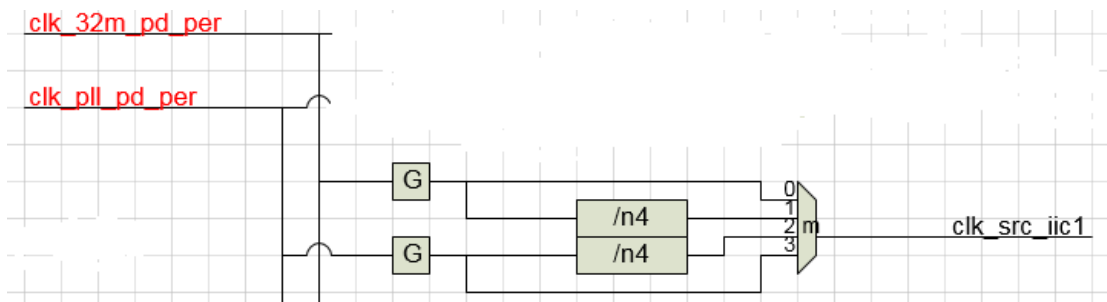 clk_32m_pd_per
clk_pll_pd_per
G
0
1
/n4
2
m
clk_src_iic1
3
G
/n4